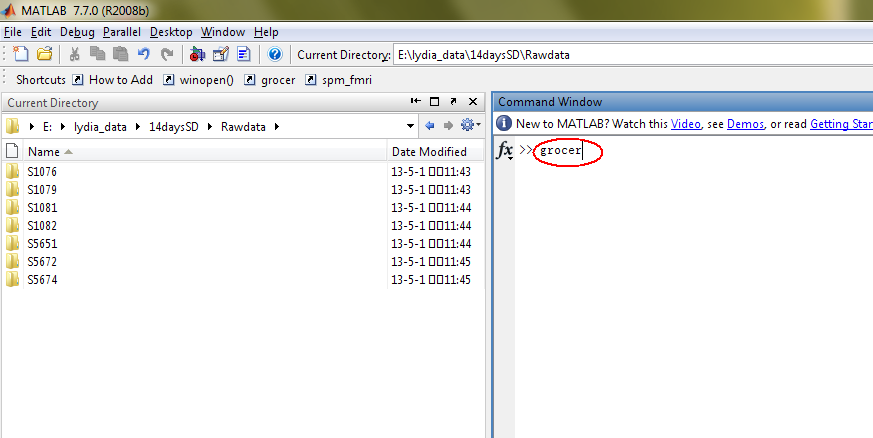 MATLAB 7.7.0 (R2008b)
File Edit Debug Parallel Desktop Window Help
Current Directory: E:\lydia_data\14daysSD\Rawdata
Shortcuts How to Add winopen() grocer spm_fmri
Current Directory
E: lydia_data 14daysSD Rawdata
Name Date Modified
S1076 13-5-1 □□11:43
S1079 13-5-1 □□11:43
S1081 13-5-1 □□11:44
S1082 13-5-1 □□11:44
S5651 13-5-1 □□11:44
S5672 13-5-1 □□11:45
S5674 13-5-1 □□11:45
Command Window
New to MATLAB? Watch this Video, see Demos, or read Getting Star
fx >> grocer